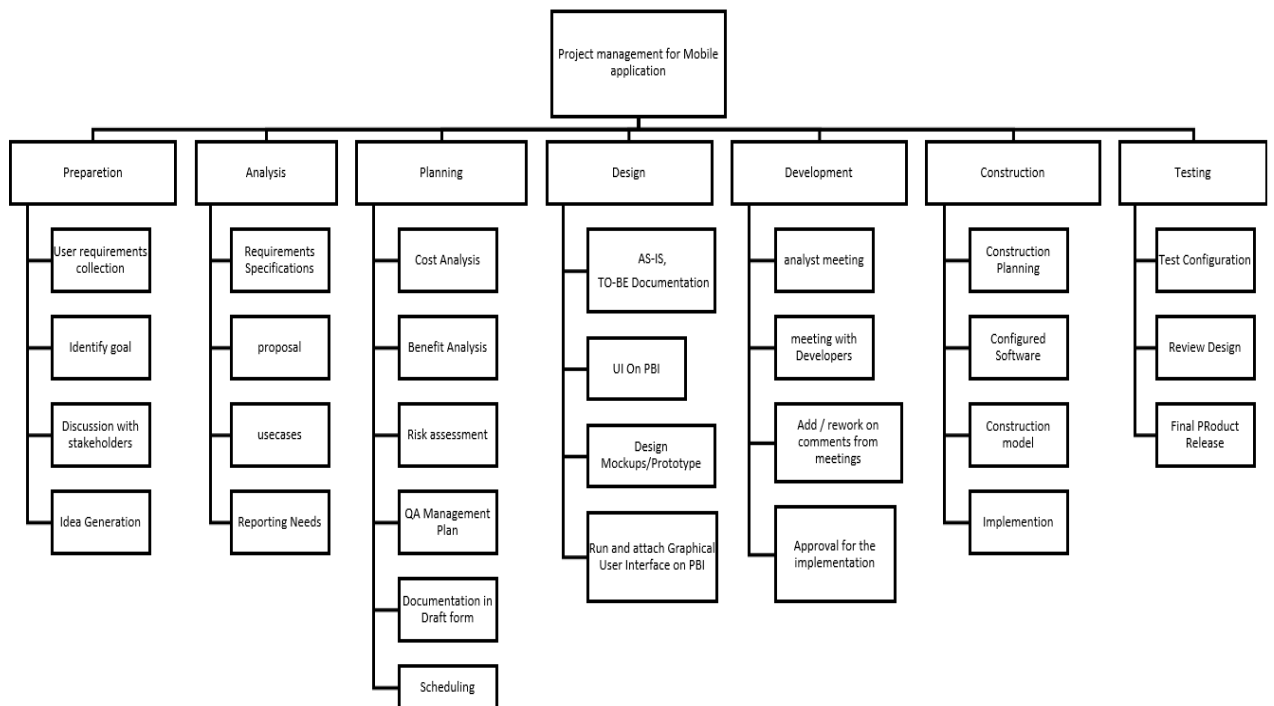 Project management for Mobile
application
Preparetion
Analysis
Planning
Design
Development
Construction
Testing
User requirements
collection
Identify goal
Discussion with
stakeholders
Idea Generation
Requirements
Specifications
proposal
usecases
Reporting Needs
Cost Analysis
Benefit Analysis
Risk assessment
QA Management
Plan
Documentation in
Draft form
Scheduling
AS-IS,
TO-BE Documentation
UI On PBI
Design
Mockups/Prototype
Run and attach Graphical
User Interface on PBI
analyst meeting
meeting with
Developers
Add / rework on
comments from
meetings
Approval for the
implementation
Construction
Planning
Configured
Software
Construction
model
Implemention
Test Configuration
Review Design
Final PRoduct
Release